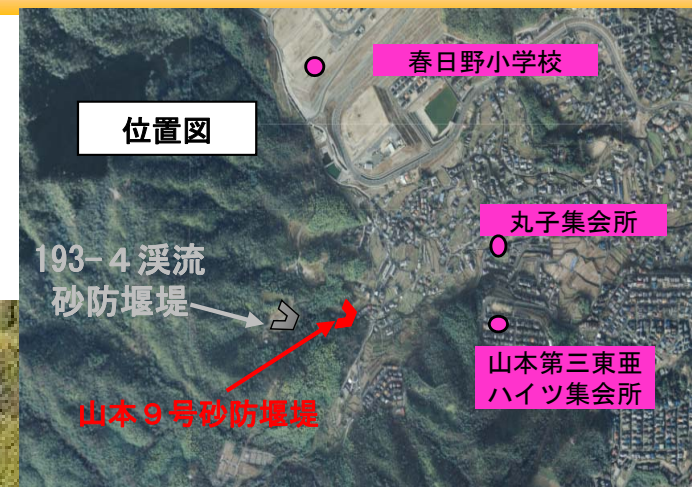 春日野小学校
位置図
丸子集会所
193-4渓流
砂防堰堤
山本第三東亜
ハイツ集会所
山本9号砂防堰堤